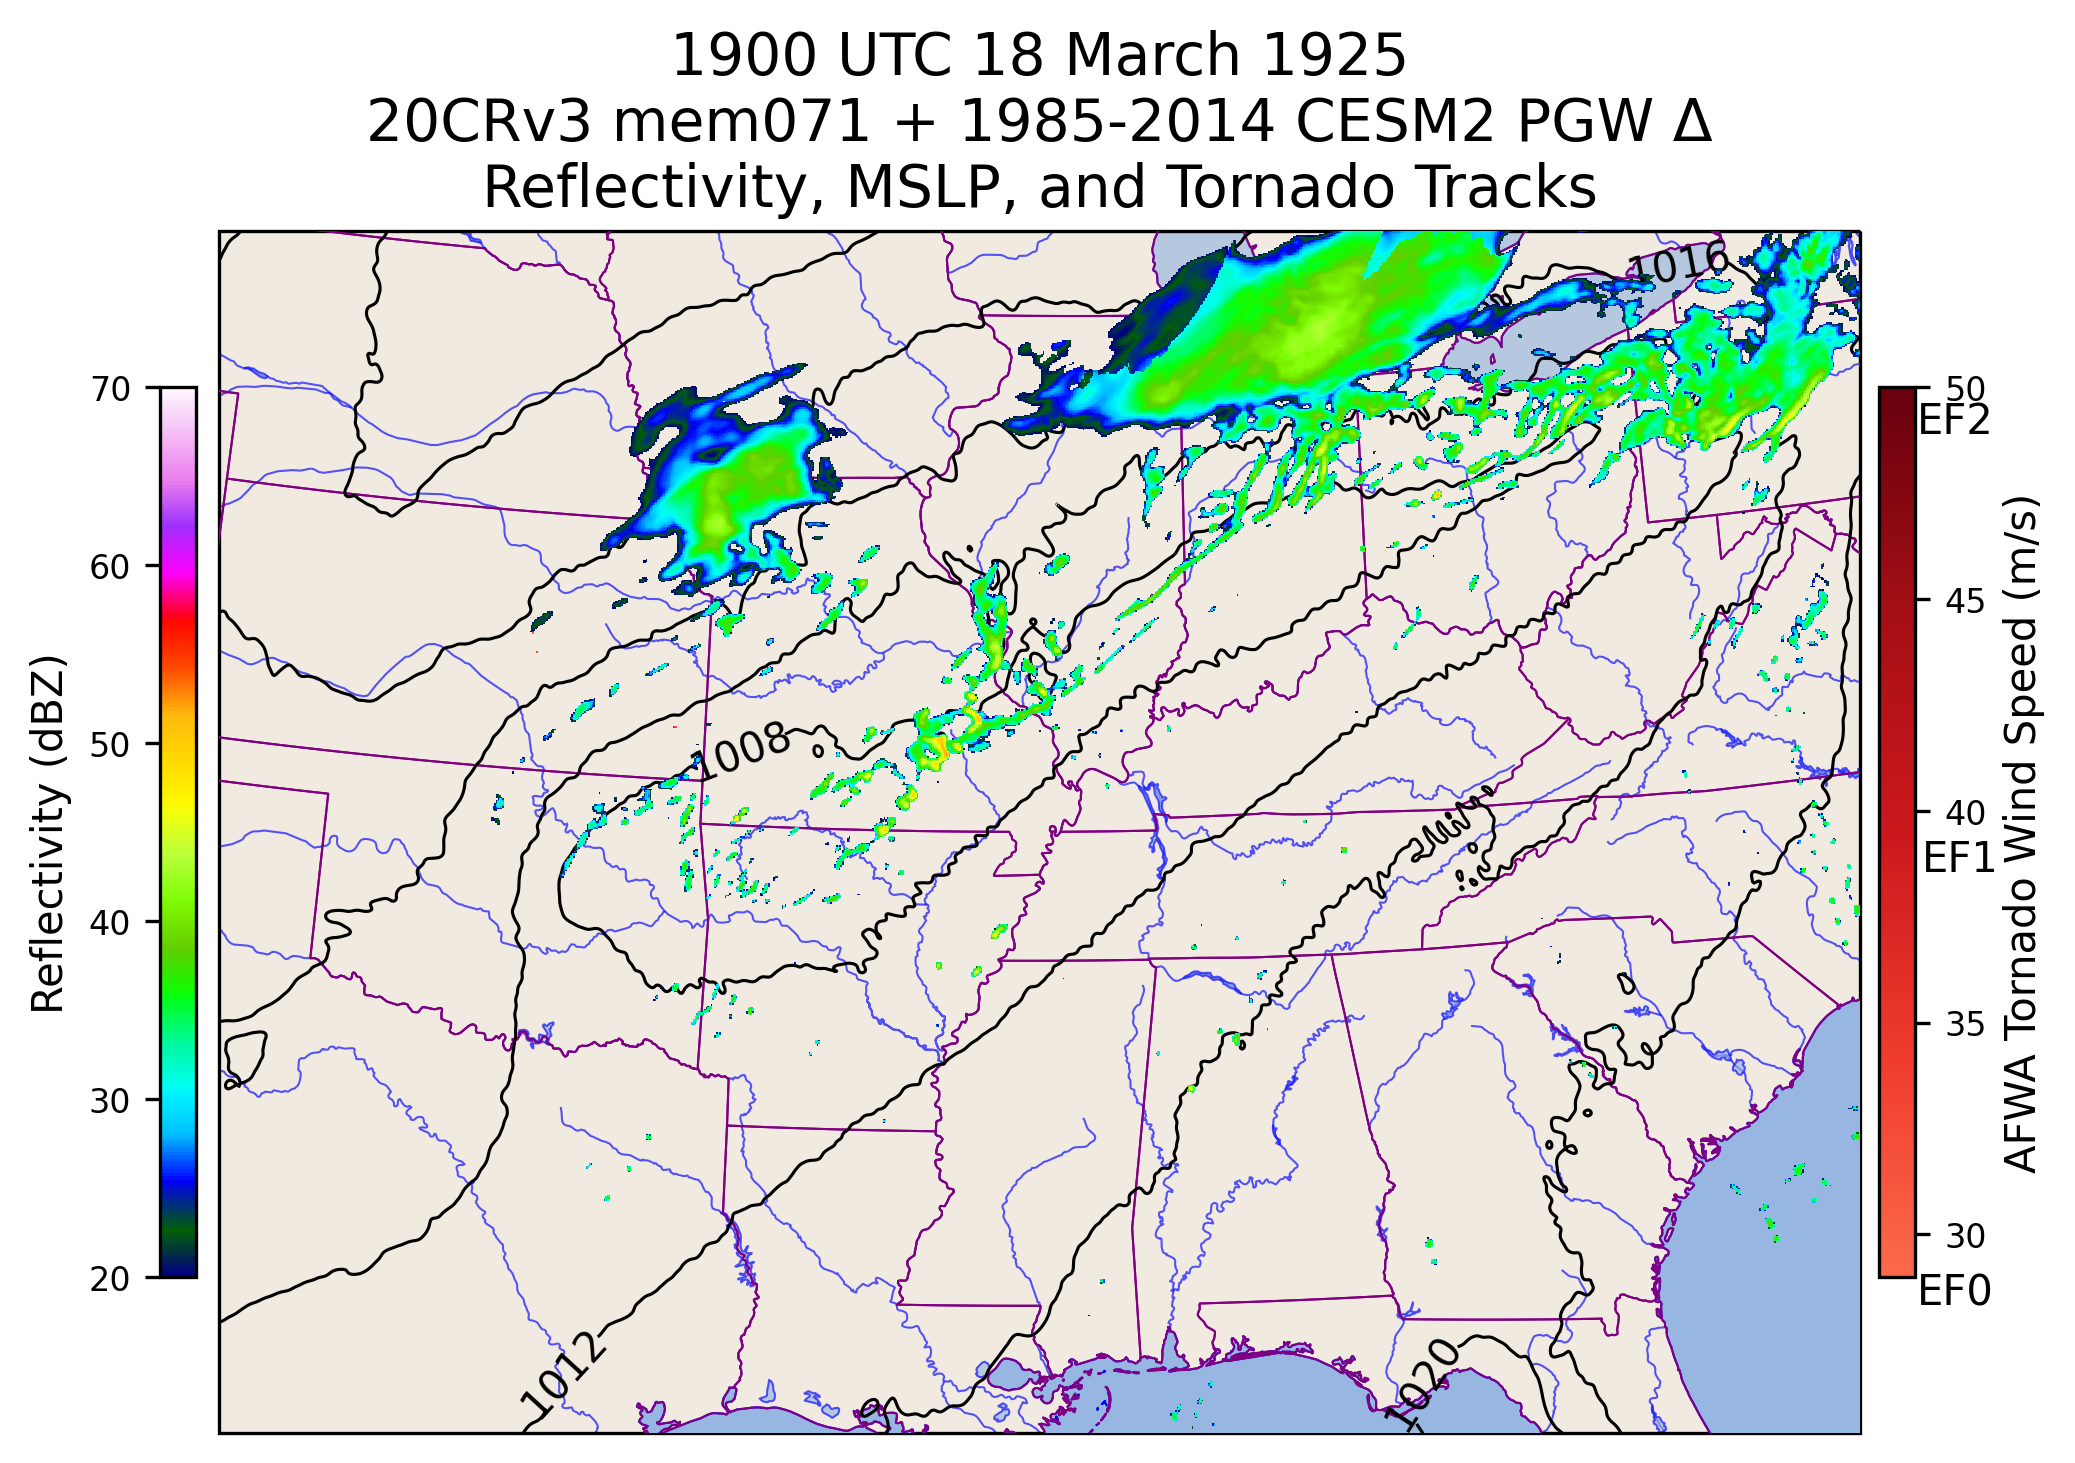 1900 UTC 18 March 1925
20CRv3 mem071 + 1985-2014 CESM2 PGW Δ
Reflectivity, MSLP, and Tornado Tracks
1016
1008
1012
1020
Reflectivity (dBZ)
70
60
50
40
30
20
50
EF2
45
40
EF1
35
30
EF0
AFWA Tornado Wind Speed (m/s)